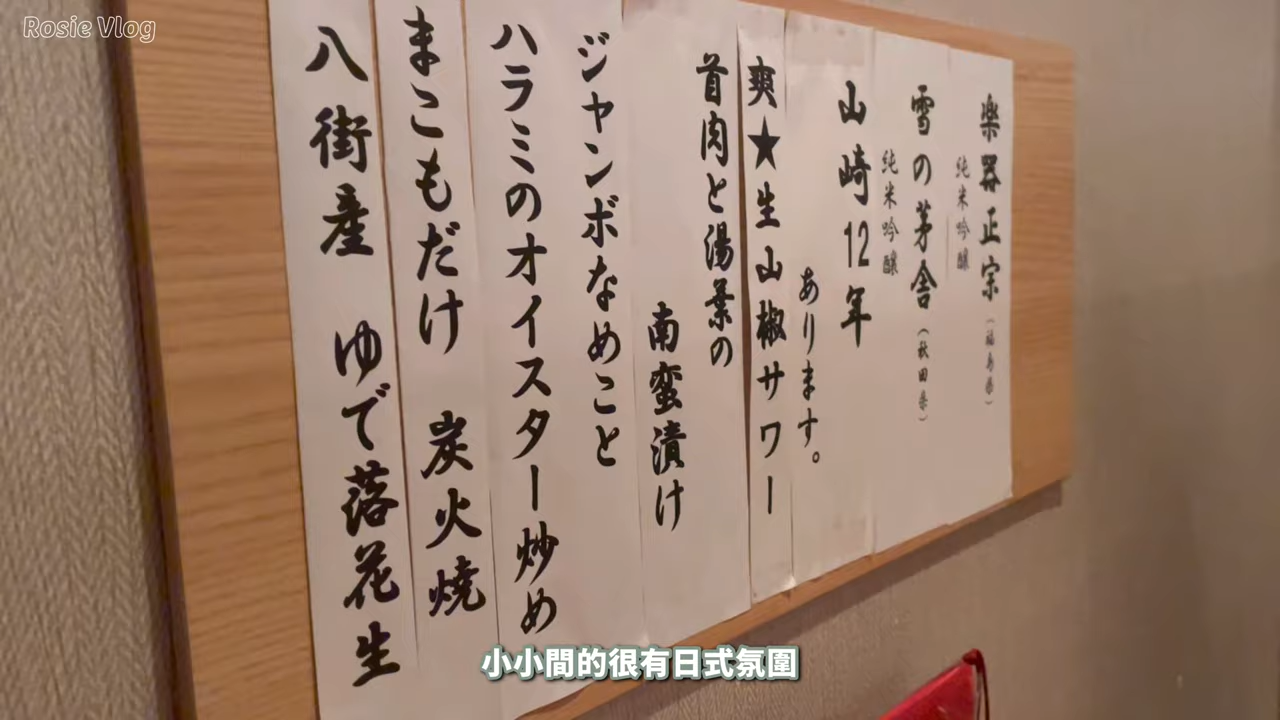 Rosie Vlog
楽器正宗（福島県）
純米吟醸
雪の茅舎（秋田県）
純米吟醸
山崎12年
あります。
爽★生山椒サワー
首肉と湯葉の
南蛮漬け
ジャンボなめこと
ハラミのオイスター炒め
まこもだけ 炭火焼
八街産 ゆで落花生
小小間的很有日式氛圍